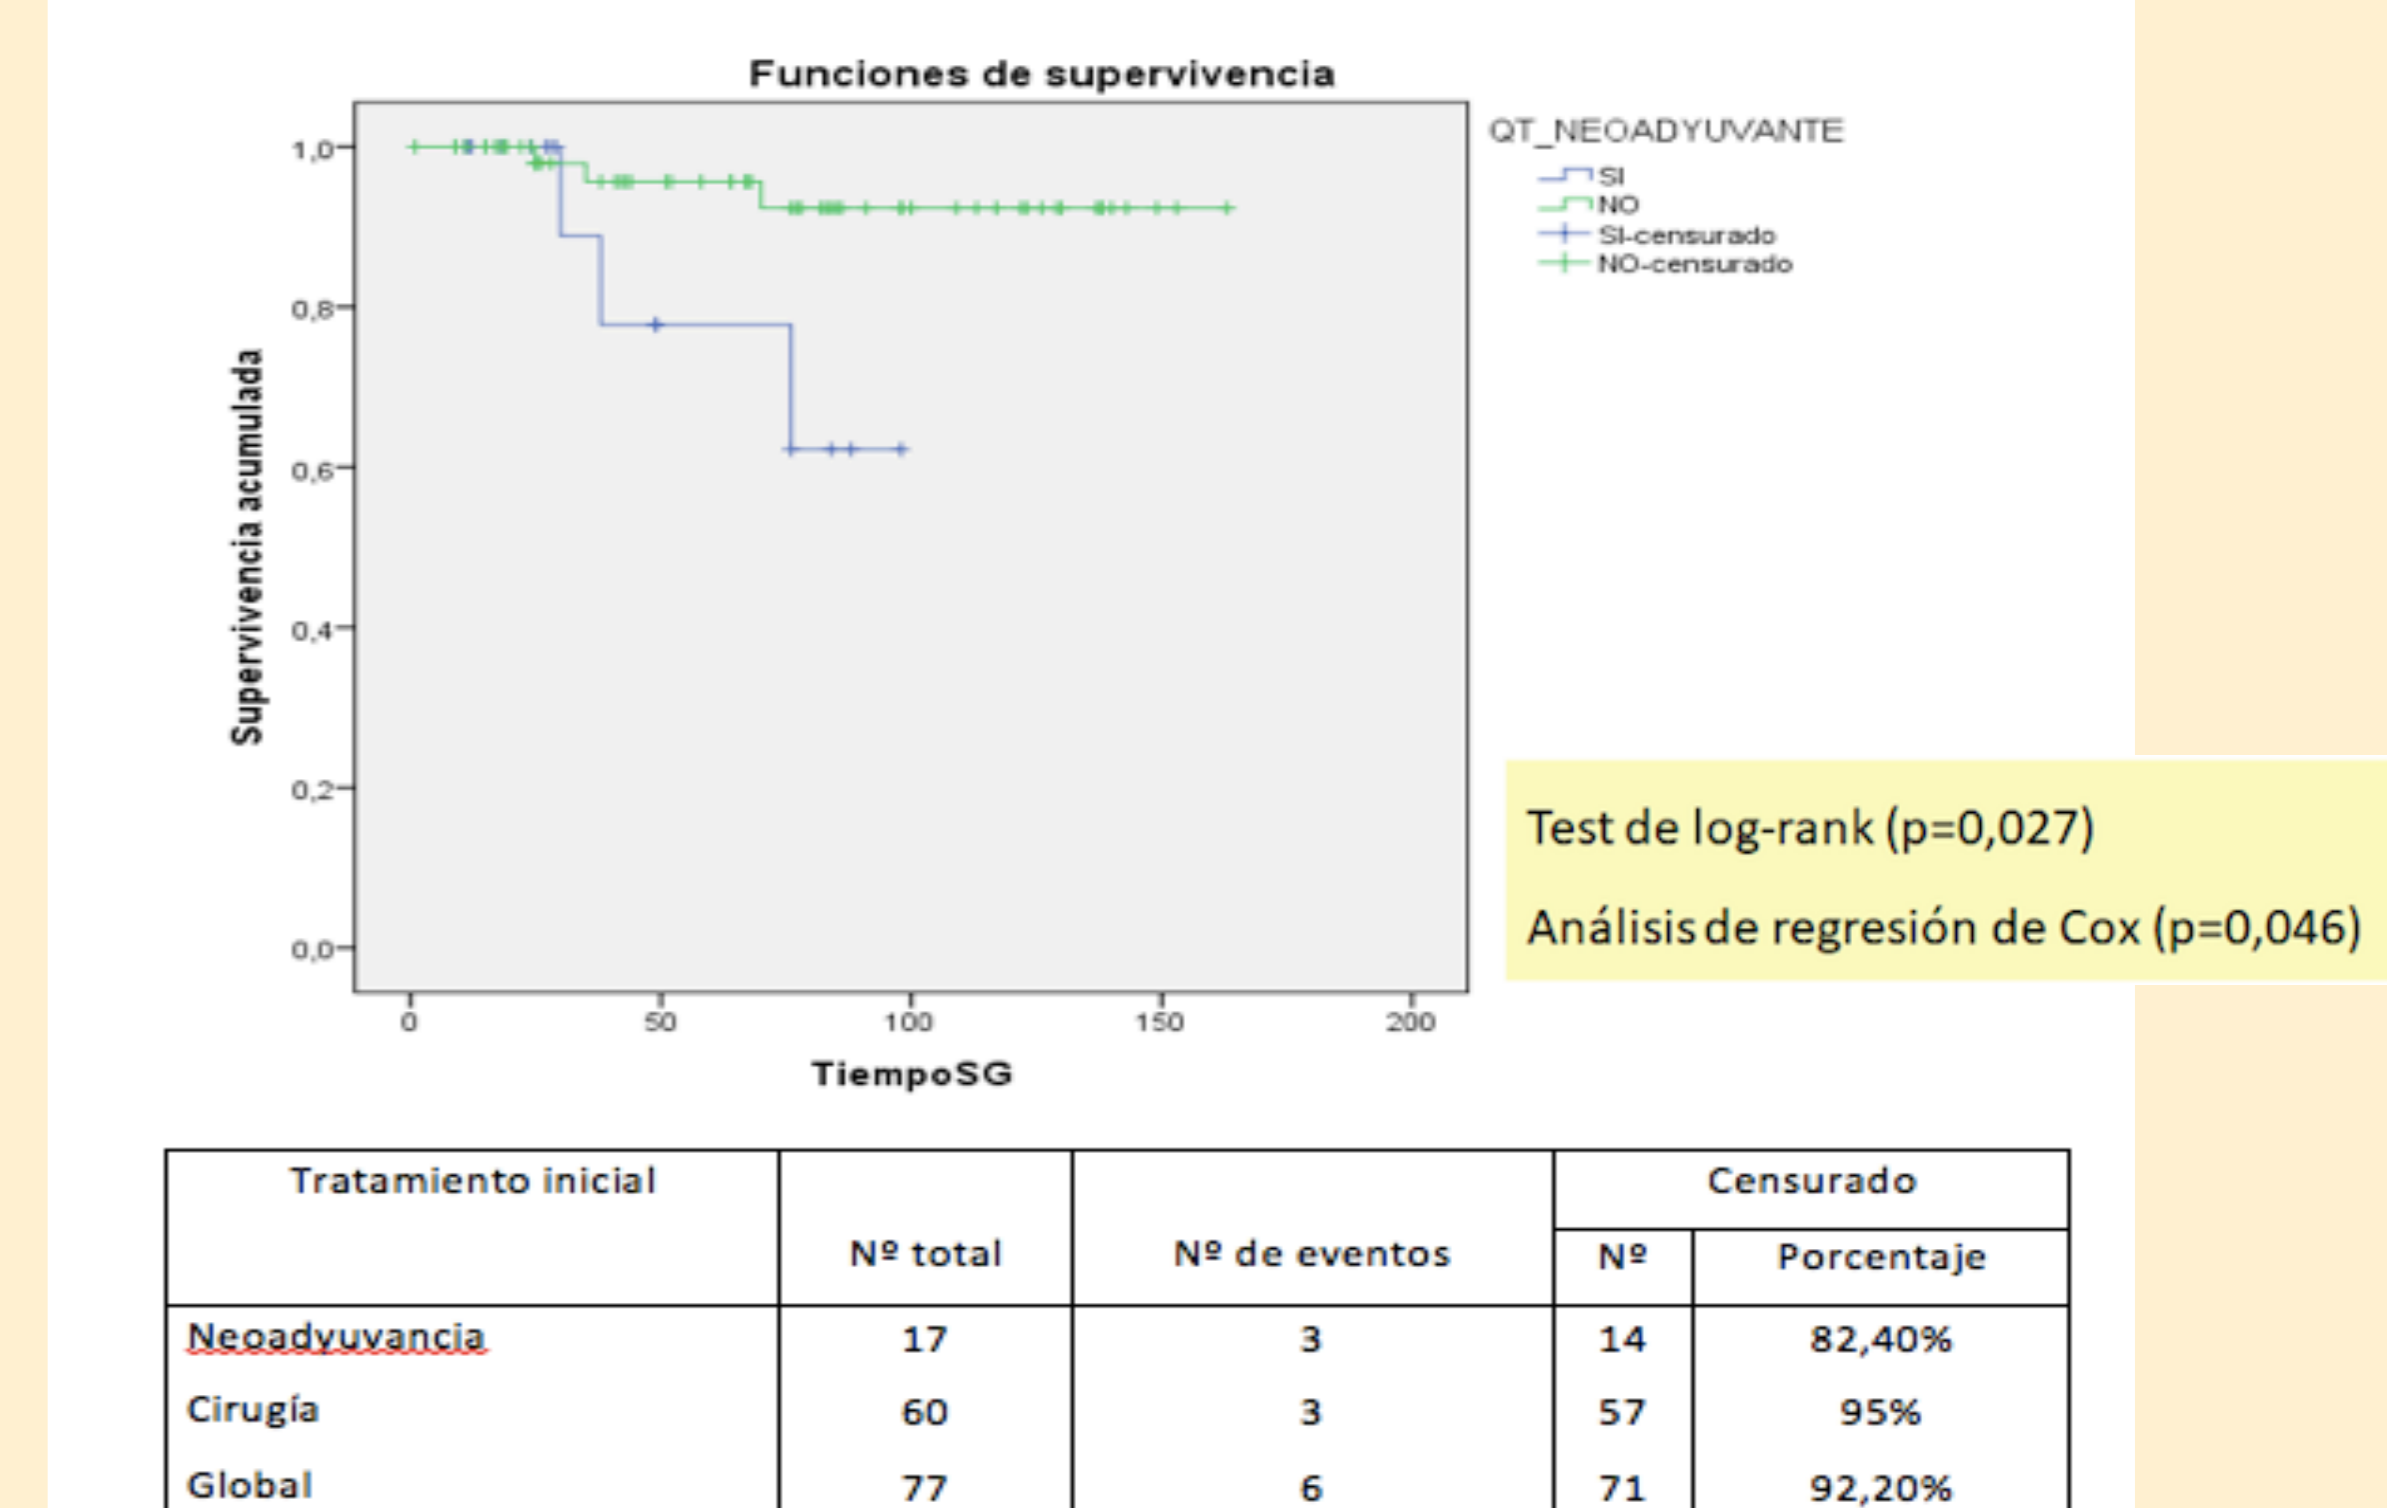 Funciones de supervivencia
QT_NEOADYUVANTE
SI
NO
SI-censurado
NO-censurado
Supervivencia acumulada
1,0
0,8
0,6
0,4
0,2
0,0
0 50 100 150 200
TiempoSG
Test de log-rank (p=0,027)
Análisis de regresión de Cox (p=0,046)
Tratamiento inicial Nº total Nº de eventos Censurado
Nº Porcentaje
Neoadyuvancia 17 3 14 82,40%
Cirugía 60 3 57 95%
Global 77 6 71 92,20%